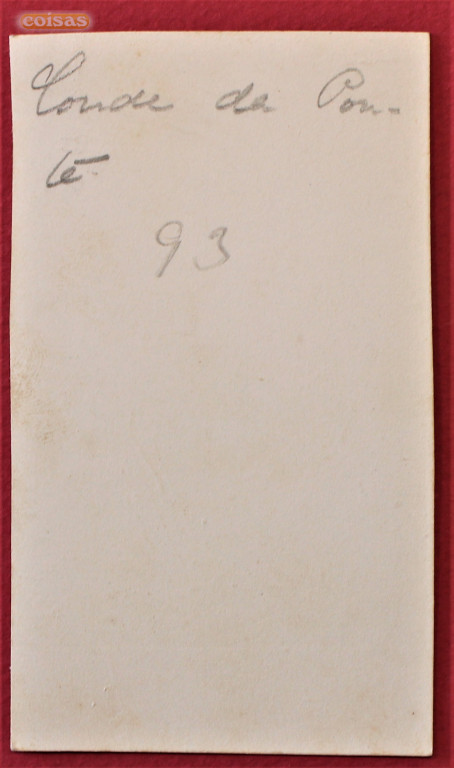 coisas
Conde da Pon-
te
93